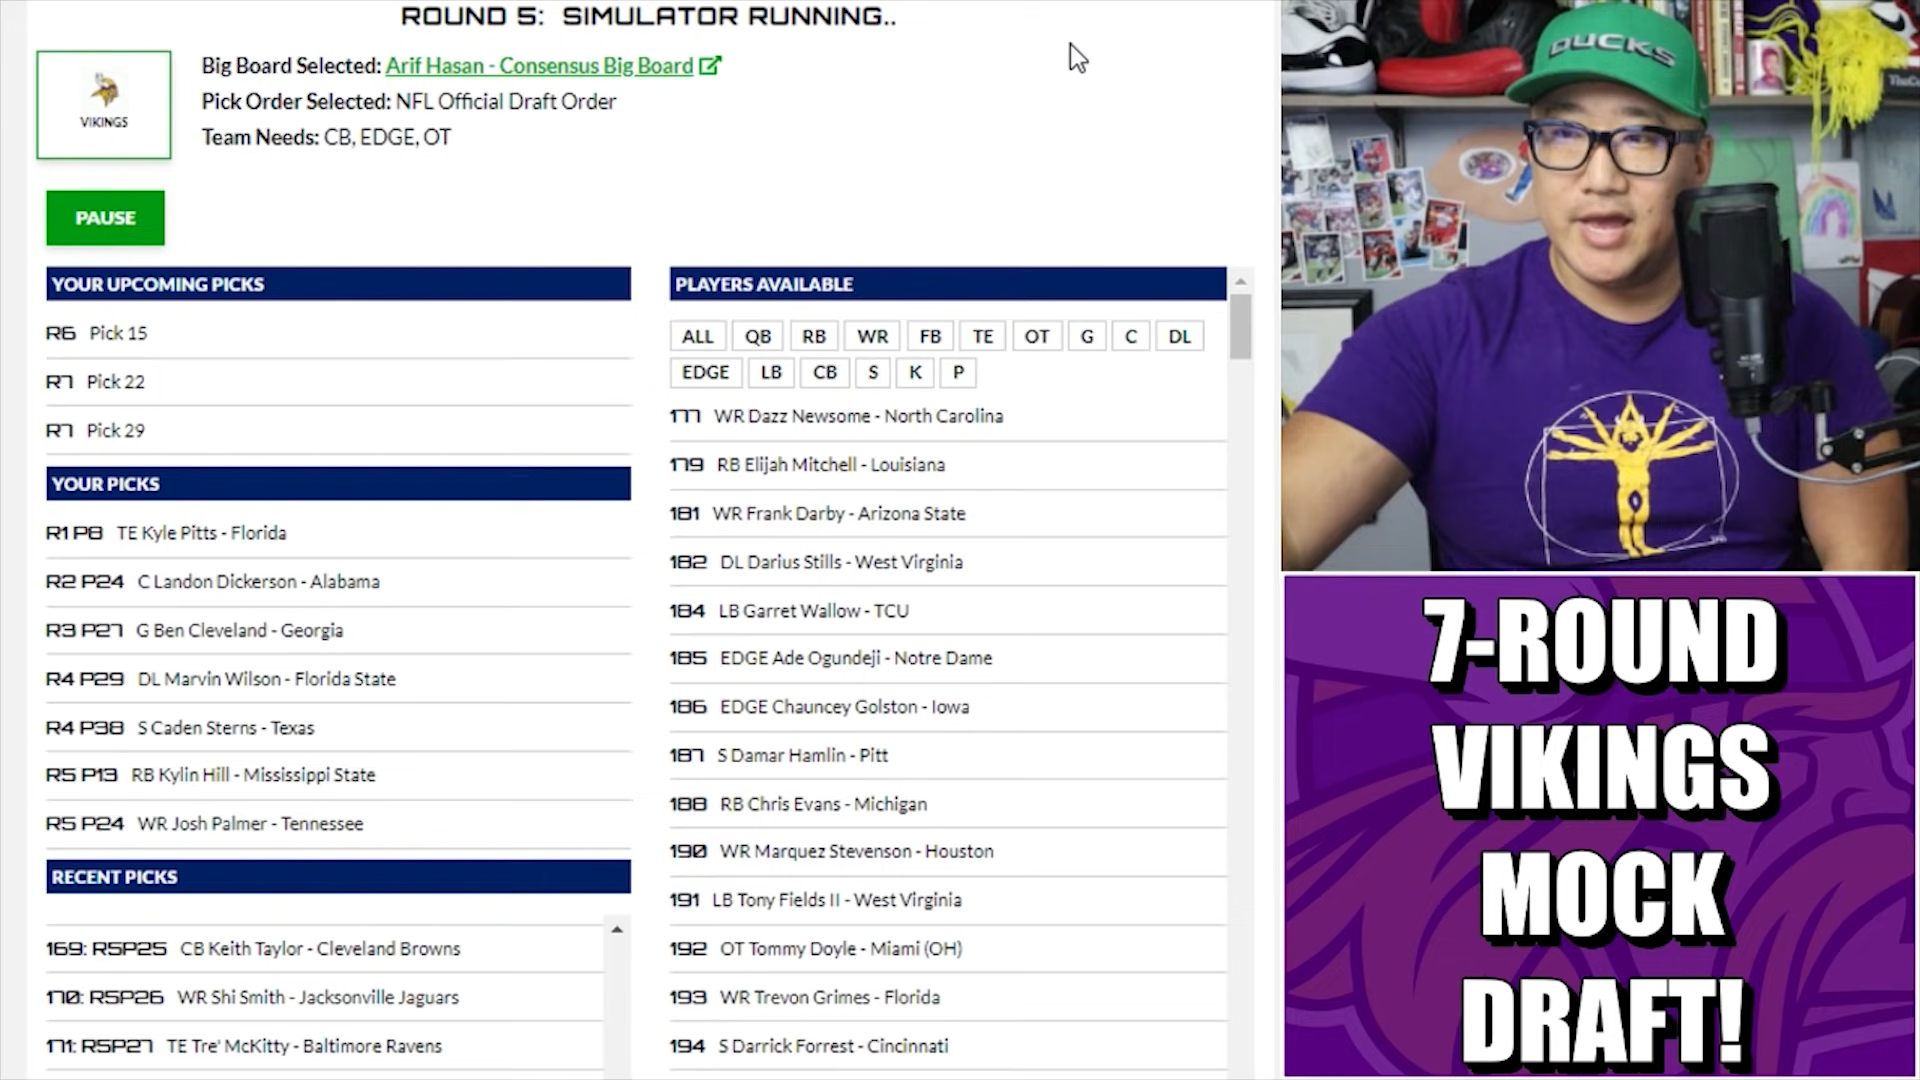 ROUND 5: SIMULATOR RUNNING..
VIKINGS
Big Board Selected: Arif Hasan - Consensus Big Board
Pick Order Selected: NFL Official Draft Order
Team Needs: CB, EDGE, OT
PAUSE
YOUR UPCOMING PICKS
R6 Pick 15
R7 Pick 22
R7 Pick 29
YOUR PICKS
R1 P8 TE Kyle Pitts - Florida
R2 P24 C Landon Dickerson - Alabama
R3 P27 G Ben Cleveland - Georgia
R4 P29 DL Marvin Wilson - Florida State
R4 P38 S Caden Sterns - Texas
R5 P13 RB Kylin Hill - Mississippi State
R5 P24 WR Josh Palmer - Tennessee
RECENT PICKS
169: R5P25 CB Keith Taylor - Cleveland Browns
170: R5P26 WR Shi Smith - Jacksonville Jaguars
171: R5P27 TE Tre' McKitty - Baltimore Ravens
PLAYERS AVAILABLE
ALL QB RB WR FB TE OT G C DL
EDGE LB CB S K P
177 WR Dazz Newsome - North Carolina
179 RB Elijah Mitchell - Louisiana
181 WR Frank Darby - Arizona State
182 DL Darius Stills - West Virginia
184 LB Garret Wallow - TCU
185 EDGE Ade Ogundeji - Notre Dame
186 EDGE Chauncey Golston - Iowa
187 S Damar Hamlin - Pitt
188 RB Chris Evans - Michigan
190 WR Marquez Stevenson - Houston
191 LB Tony Fields II - West Virginia
192 OT Tommy Doyle - Miami (OH)
193 WR Trevon Grimes - Florida
194 S Darrick Forrest - Cincinnati
DUCKS
7-ROUND
VIKINGS
MOCK
DRAFT!